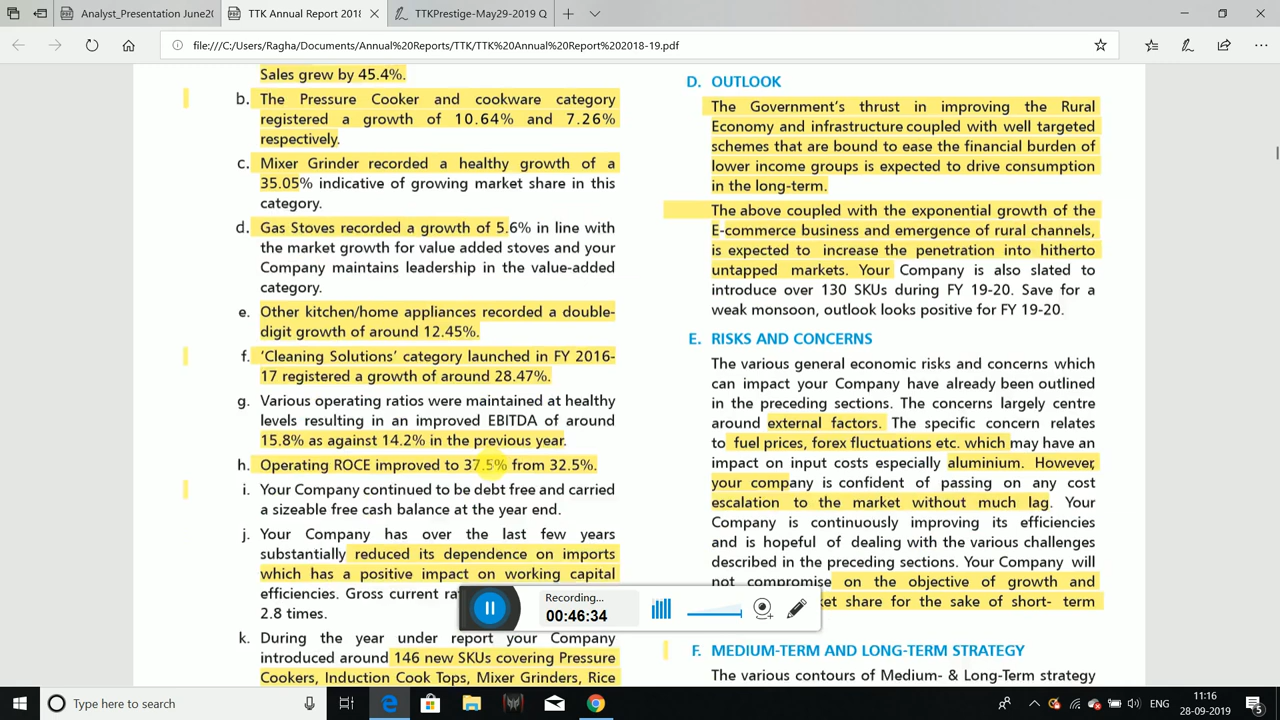 Analyst_Presentation June20
TTK Annual Report 2018
TTKPrestige-May29-2019 Q
file:///C:/Users/Ragha/Documents/Annual%20Reports/TTK/TTK%20Annual%20Report%202018-19.pdf
Sales grew by 45.4%.
b. The Pressure Cooker and cookware category
registered a growth of 10.64% and 7.26%
respectively.
c. Mixer Grinder recorded a healthy growth of a
35.05% indicative of growing market share in this
category.
d. Gas Stoves recorded a growth of 5.6% in line with
the market growth for value added stoves and your
Company maintains leadership in the value-added
category.
e. Other kitchen/home appliances recorded a double-
digit growth of around 12.45%.
f. ‘Cleaning Solutions’ category launched in FY 2016-
17 registered a growth of around 28.47%.
g. Various operating ratios were maintained at healthy
levels resulting in an improved EBITDA of around
15.8% as against 14.2% in the previous year.
h. Operating ROCE improved to 37.5% from 32.5%.
i. Your Company continued to be debt free and carried
a sizeable free cash balance at the year end.
j. Your Company has over the last few years
substantially reduced its dependence on imports
which has a positive impact on working capital
efficiencies. Gross current
2.8 times.
k. During the year under report your Company
introduced around 146 new SKUs covering Pressure
Cookers, Induction Cook Tops, Mixer Grinders, Rice
D. OUTLOOK
The Government’s thrust in improving the Rural
Economy and infrastructure coupled with well targeted
schemes that are bound to ease the financial burden of
lower income groups is expected to drive consumption
in the long-term.
The above coupled with the exponential growth of the
E-commerce business and emergence of rural channels,
is expected to increase the penetration into hitherto
untapped markets. Your Company is also slated to
introduce over 130 SKUs during FY 19-20. Save for a
weak monsoon, outlook looks positive for FY 19-20.
E. RISKS AND CONCERNS
The various general economic risks and concerns which
can impact your Company have already been outlined
in the preceding sections. The concerns largely centre
around external factors. The specific concern relates
to fuel prices, forex fluctuations etc. which may have an
impact on input costs especially aluminium. However,
your company is confident of passing on any cost
escalation to the market without much lag. Your
Company is continuously improving its efficiencies
and is hopeful of dealing with the various challenges
described in the preceding sections. Your Company will
not compromise on the objective of growth and
share for the sake of short- term
F. MEDIUM-TERM AND LONG-TERM STRATEGY
The various contours of Medium- & Long-Term strategy
Recording...
00:46:34
Type here to search
ENG
11:16
28-09-2019
5